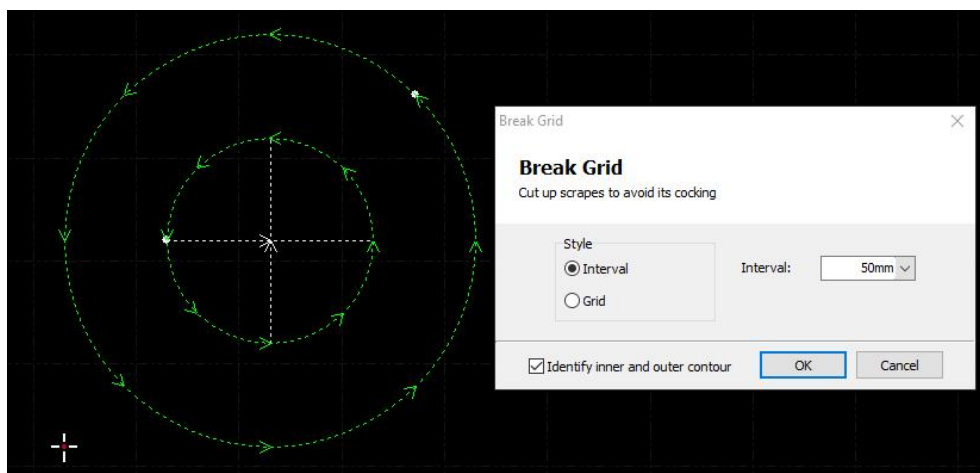 Break Grid
Break Grid
Cut up scrapes to avoid its cocking
Style
Interval
Interval: 50mm
Grid
Identify inner and outer contour
OK
Cancel